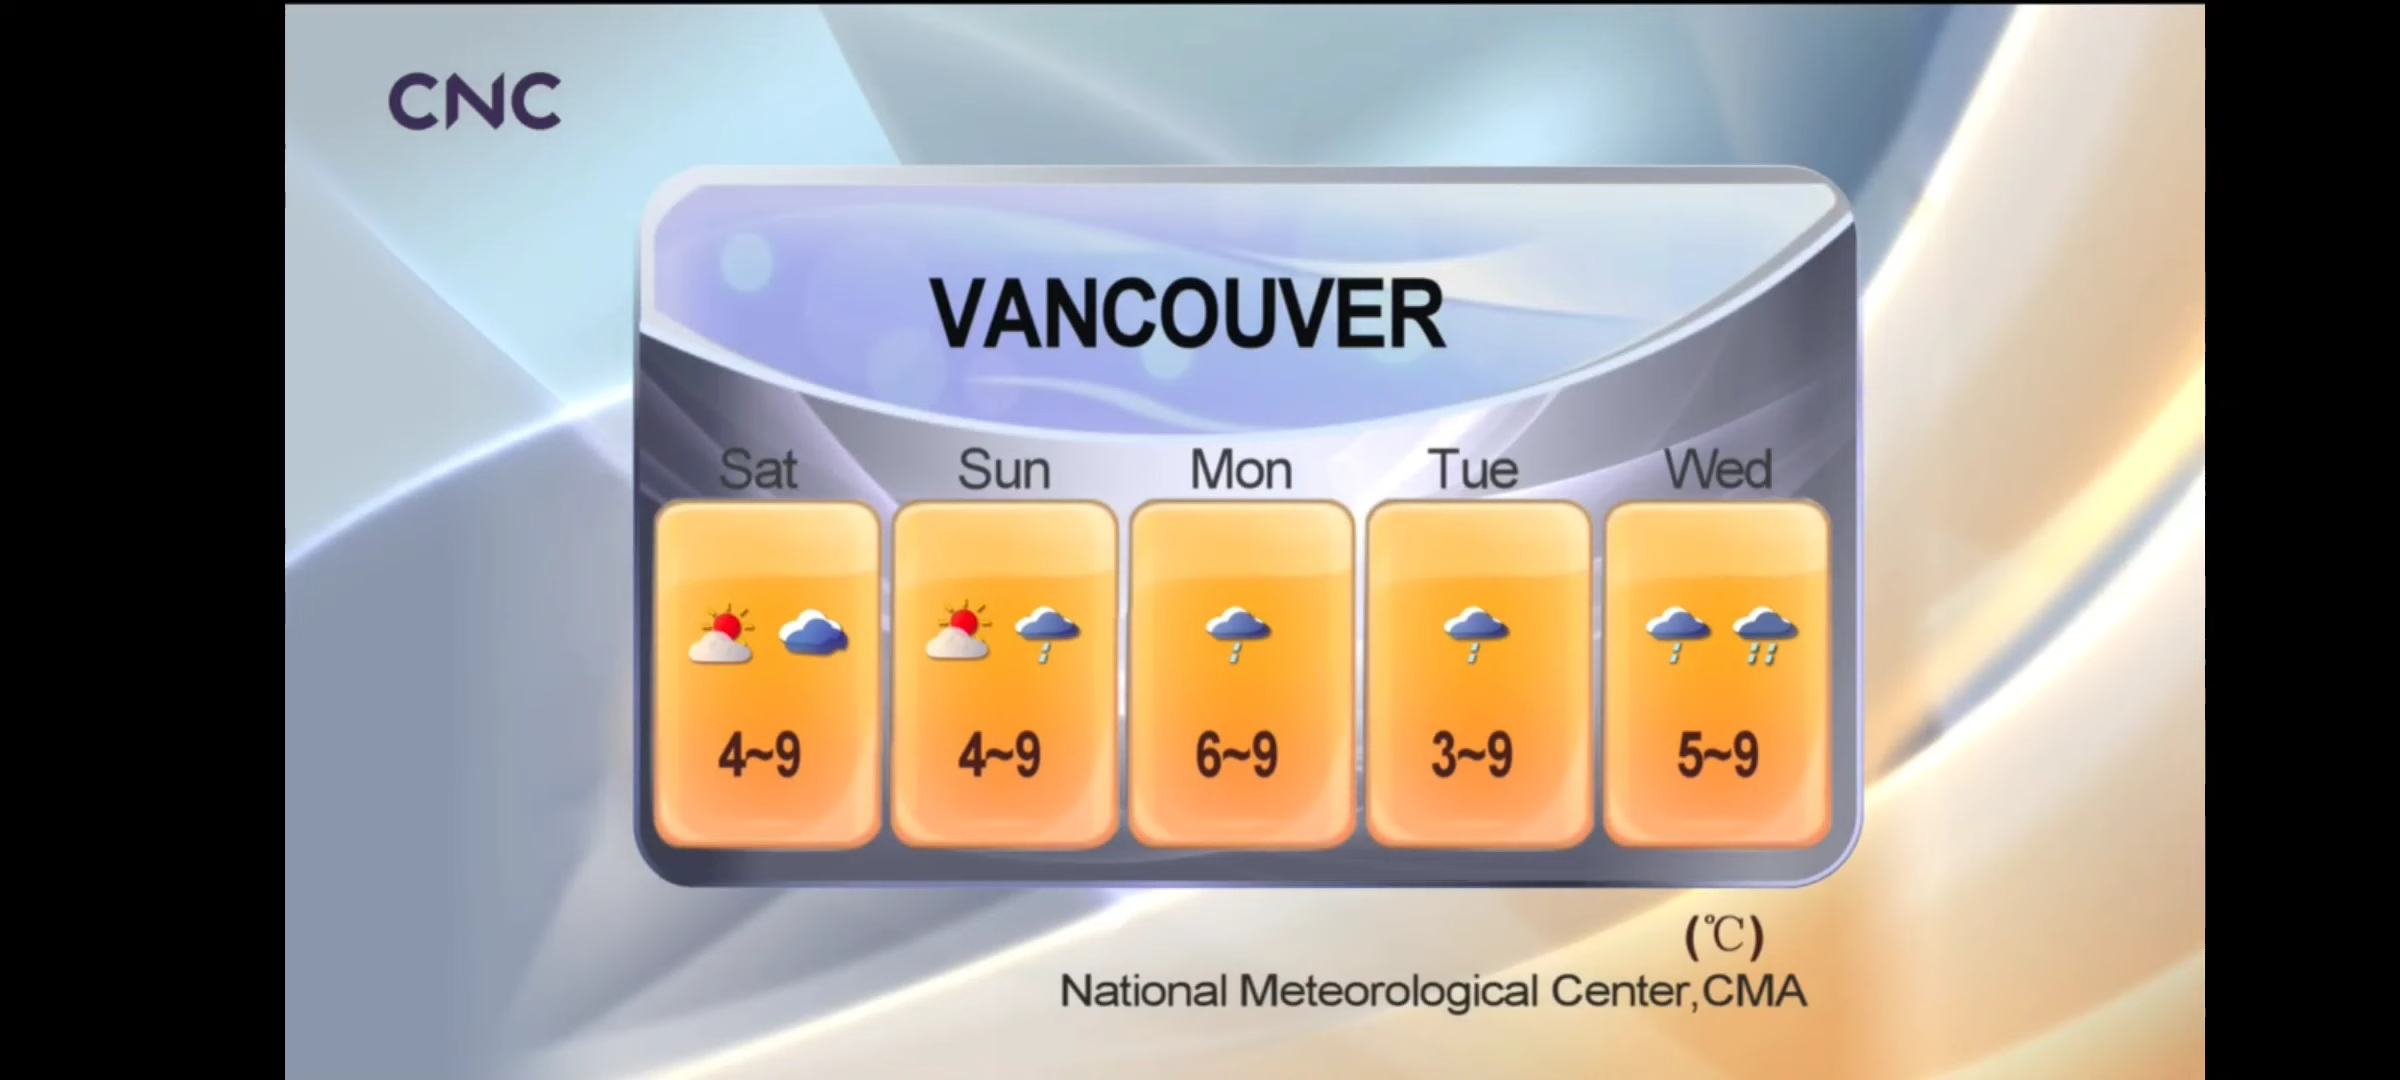 CNC
VANCOUVER
Sat Sun Mon Tue Wed
4~9 4~9 6~9 3~9 5~9
(℃)
National Meteorological Center,CMA